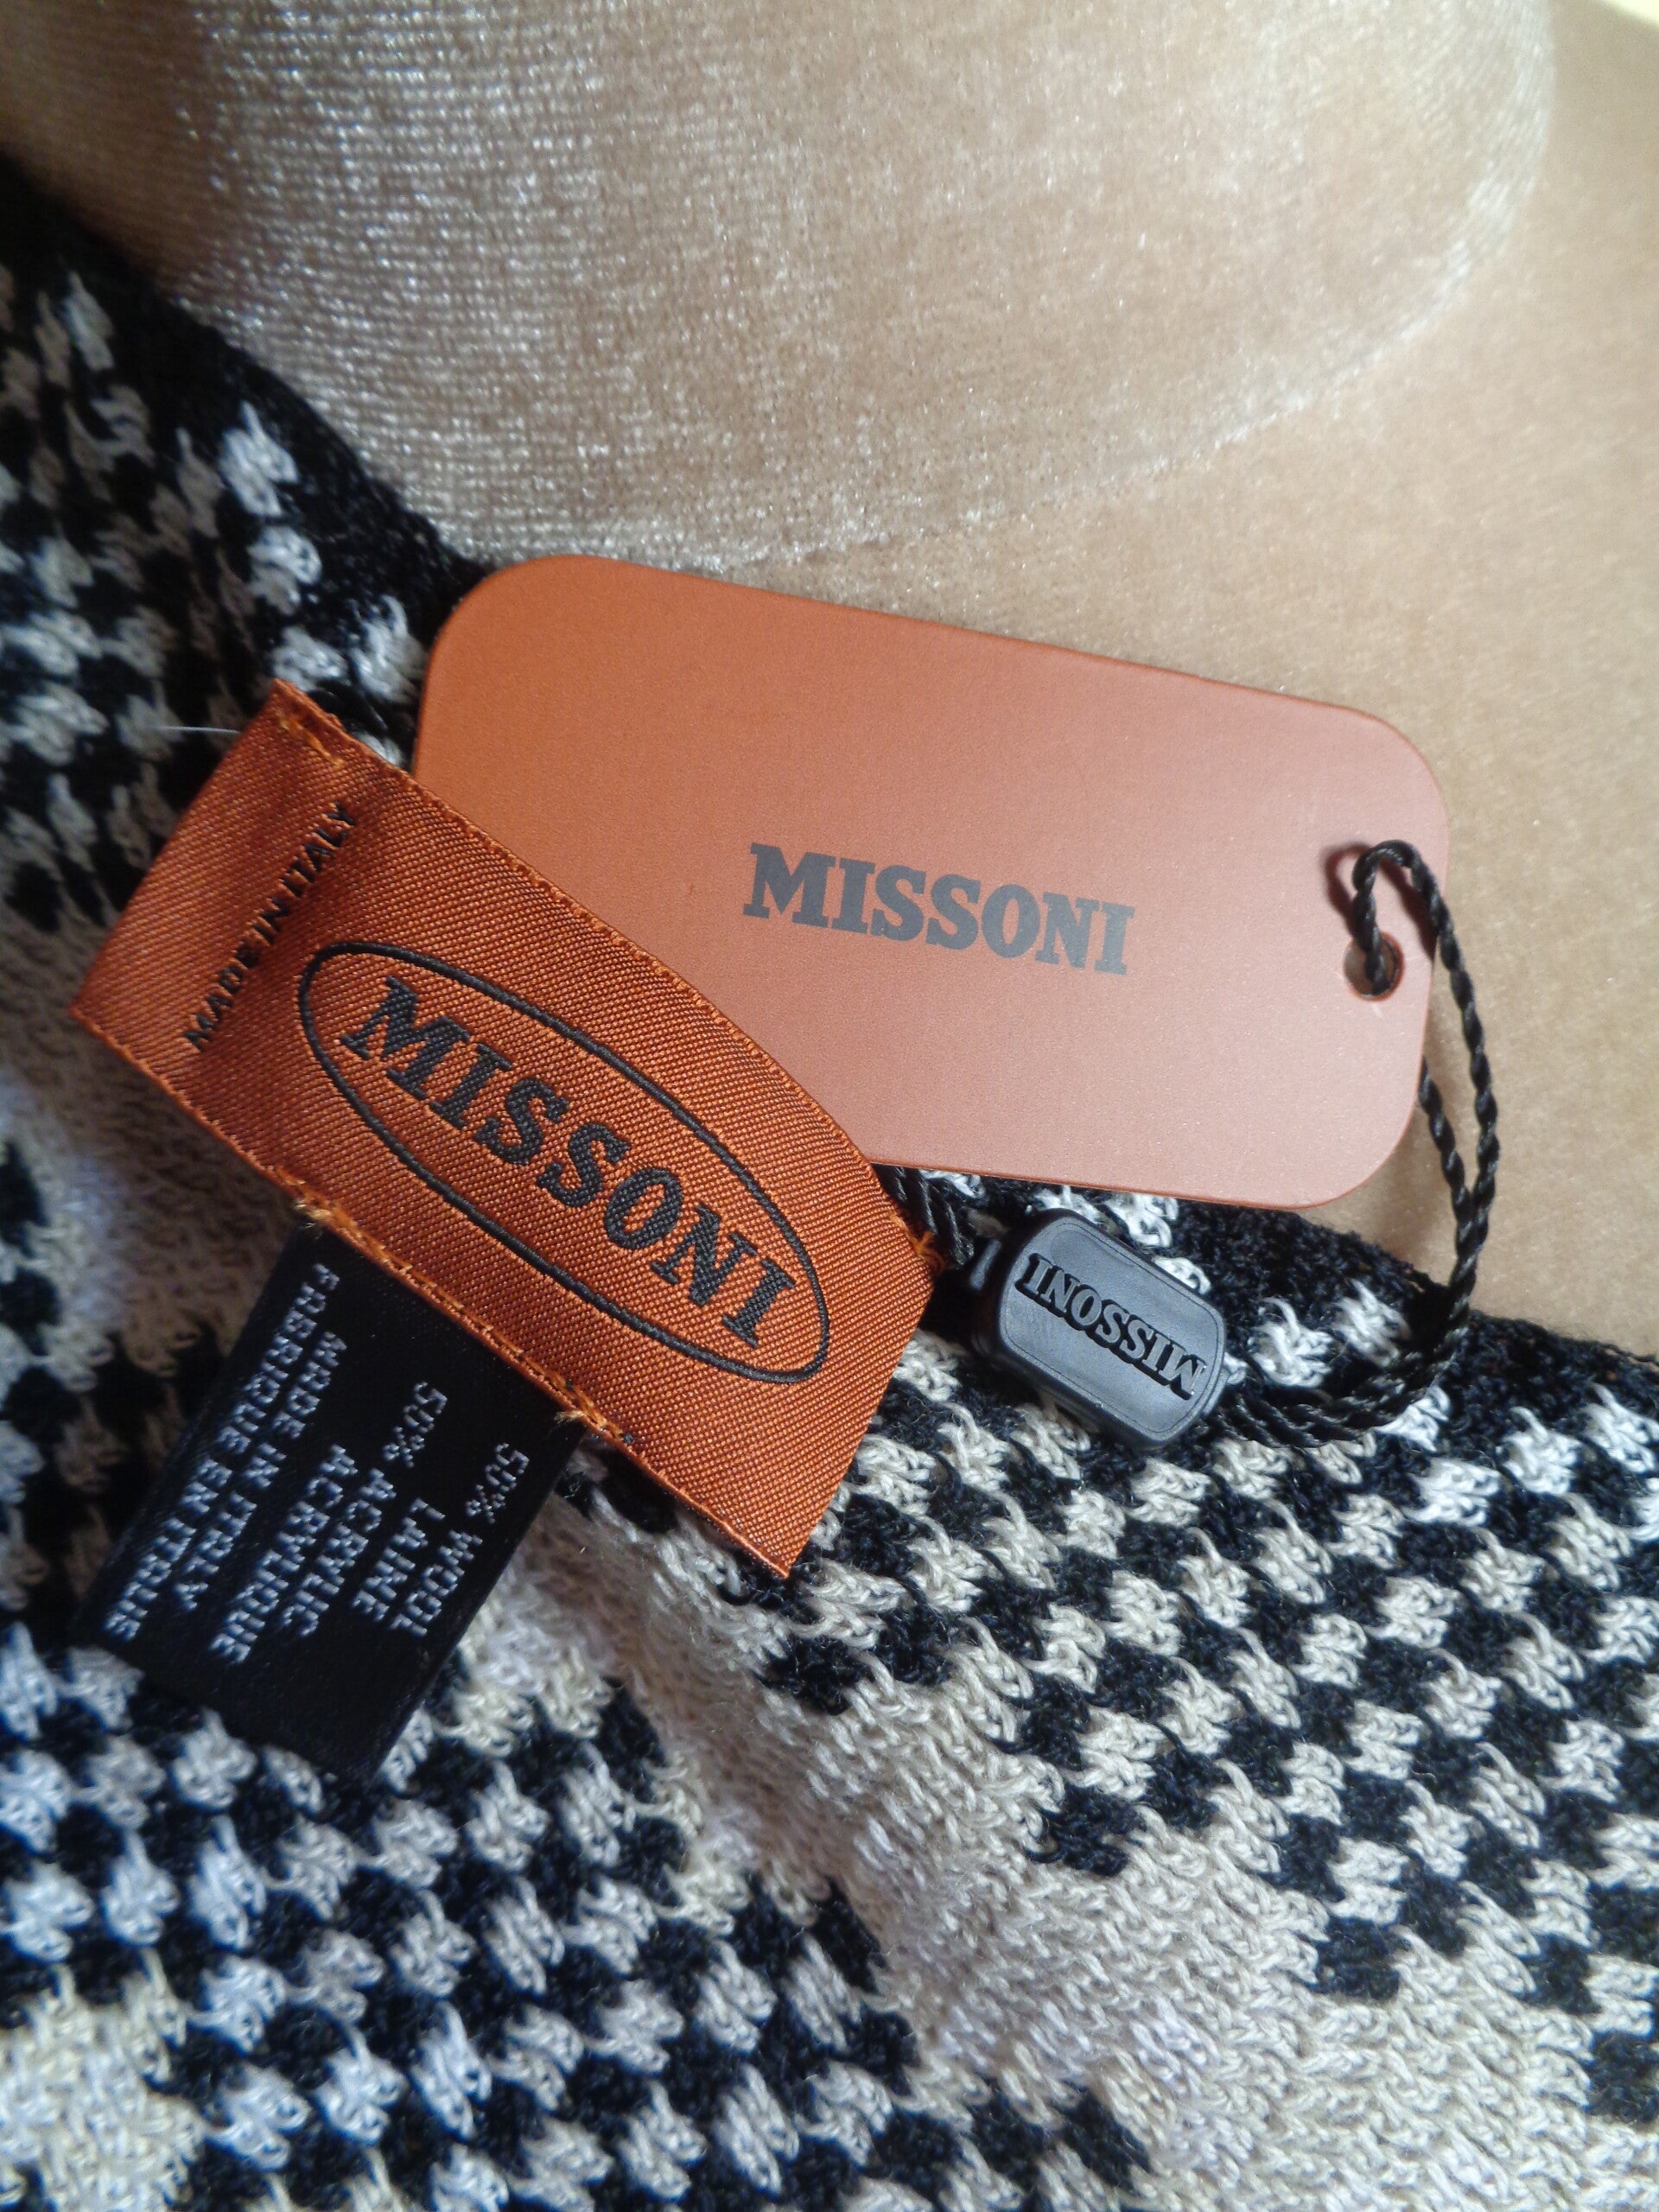 MISSONI
MADE IN ITALY
MISSONI
MISSONI
50% WOOL
LAINE
50% ACRYLIC
ACRYLIQUE
MADE IN ITALY
FABRIQUE EN ITALIE